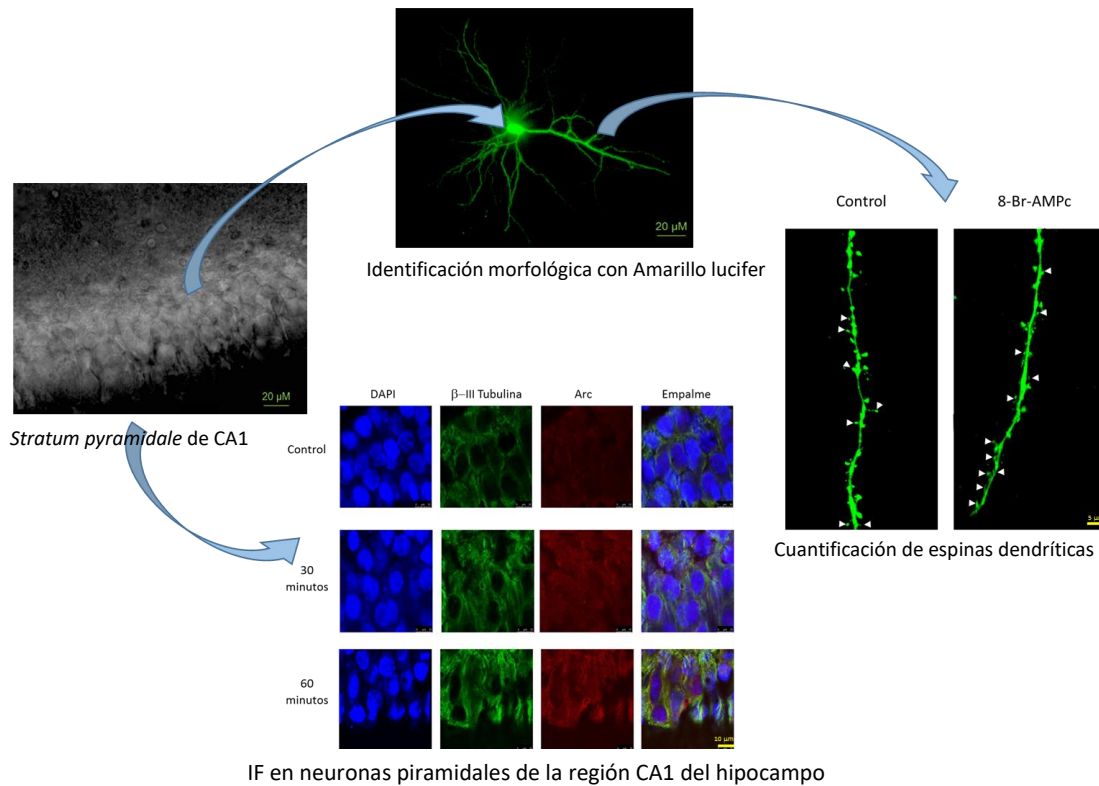 20 µM
Identificación morfológica con Amarillo lucifer
20 µM
Stratum pyramidale de CA1
Control
8-Br-AMPc
5 µm
Cuantificación de espinas dendríticas
DAPI
β–III Tubulina
Arc
Empalme
Control
30
minutos
60
minutos
10 µm
IF en neuronas piramidales de la región CA1 del hipocampo